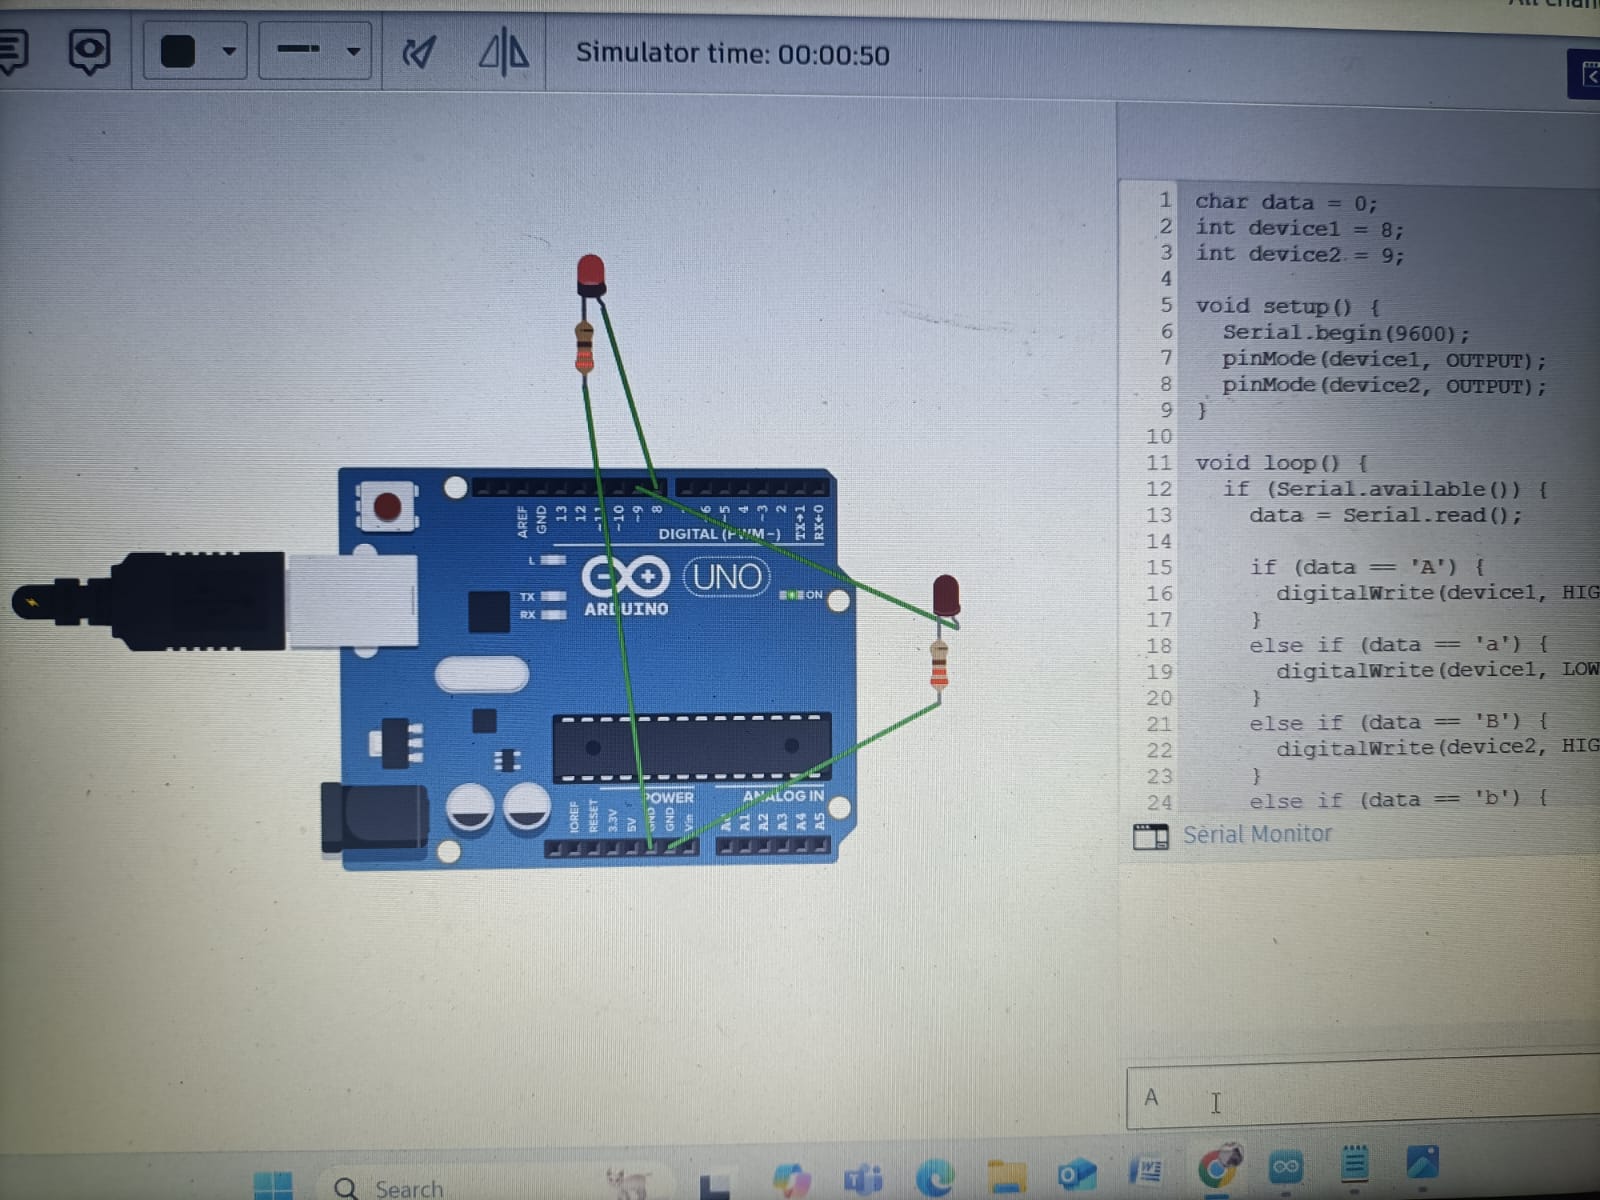 Simulator time: 00:00:50
1 char data = 0;
2 int device1 = 8;
3 int device2 = 9;
4
5 void setup() {
6 Serial.begin(9600);
7 pinMode(device1, OUTPUT);
8 pinMode(device2, OUTPUT);
9 }
10
11 void loop() {
12 if (Serial.available()) {
13 data = Serial.read();
14
15 if (data == 'A') {
16 digitalWrite(device1, HIG
17 }
18 else if (data == 'a') {
19 digitalWrite(device1, LOW
20 }
21 else if (data == 'B') {
22 digitalWrite(device2, HIG
23 }
24 else if (data == 'b') {
Serial Monitor
A
AREF GND 13 12 ~11 ~10 ~9 8 6 ~5 4 ~3 2 TX→1 RX←0
DIGITAL (PWM~)
L
TX
RX
UNO
ARDUINO
ON
POWER
ANALOG IN
IOREF RESET 3.3V 5V GND GND Vin A1 A2 A3 A4 A5
Search